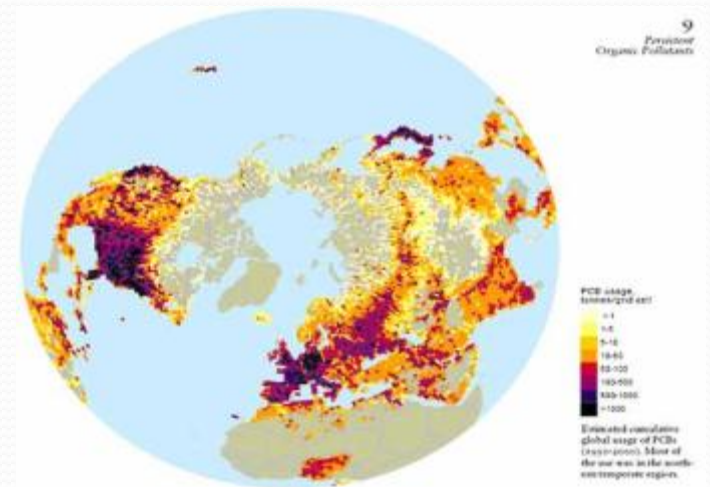 9
Persistent
Organic Pollutants
PCB usage,
tonnes/grid cell
<1
1-5
5-10
10-50
50-100
100-500
500-1000
>1000
Estimated cumulative
global usage of PCBs
Most of
the use was in the north-
ern temperate region.